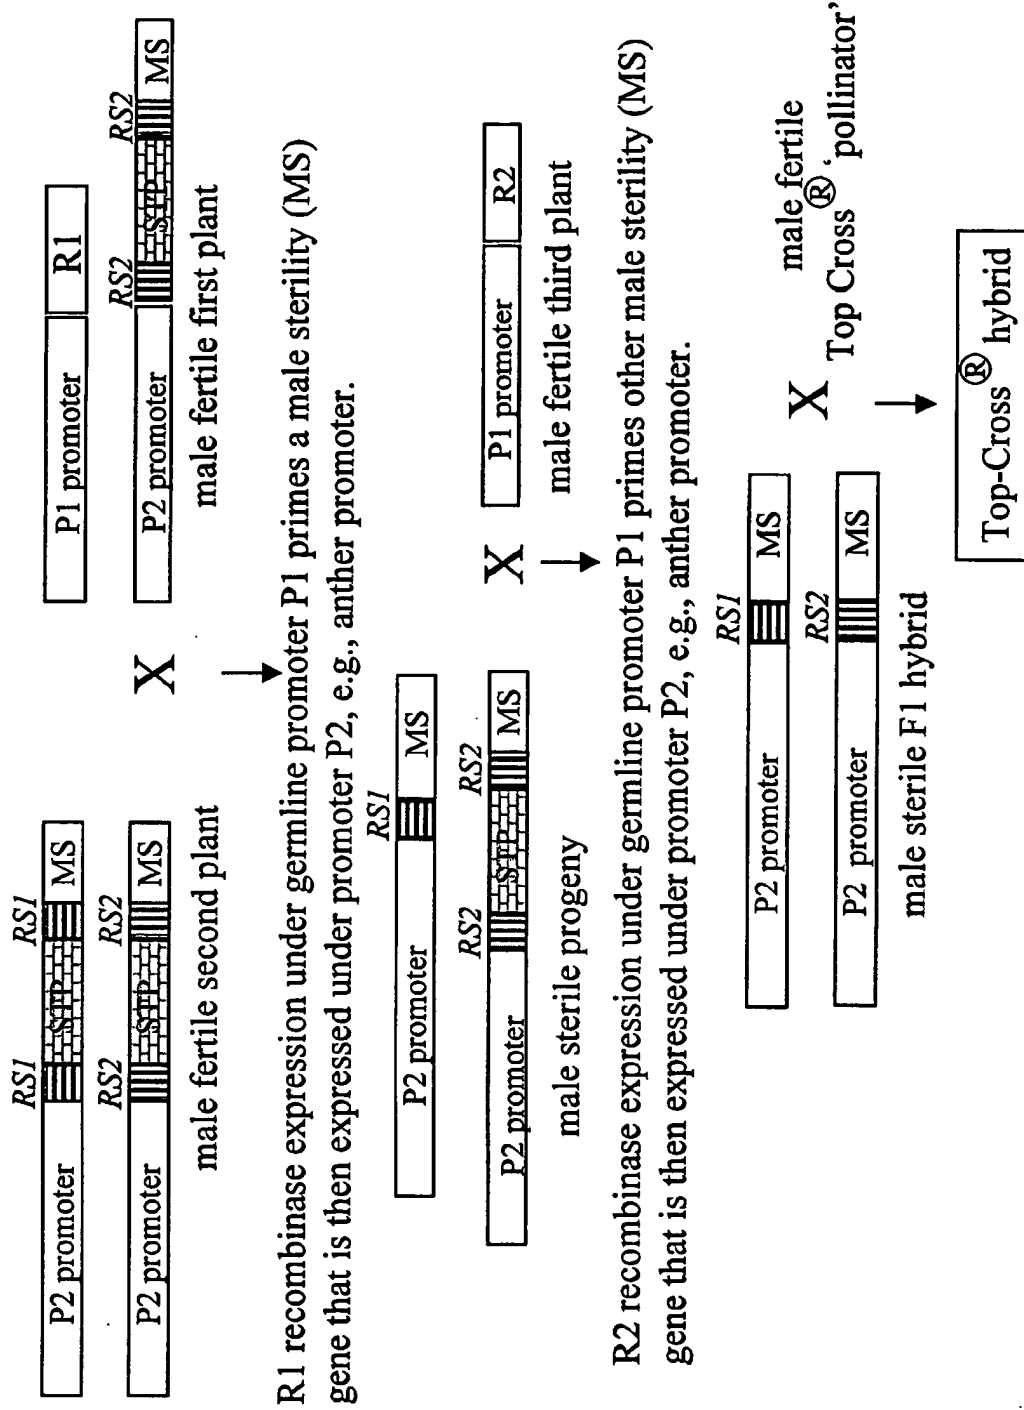 RS1 RS1
P2 promoter STP MS
RS2 RS2
P2 promoter STP MS
male fertile second plant
X
P1 promoter R1
RS2 RS2
P2 promoter STP MS
male fertile first plant
R1 recombinase expression under germline promoter P1 primes a male sterility (MS)
gene that is then expressed under promoter P2, e.g., anther promoter.
RS1
P2 promoter MS
RS2 RS2
P2 promoter STP MS
male sterile progeny
X
P1 promoter R2
male fertile third plant
R2 recombinase expression under germline promoter P1 primes other male sterility (MS)
gene that is then expressed under promoter P2, e.g., anther promoter.
RS1
P2 promoter MS
RS2
P2 promoter MS
male sterile F1 hybrid
X
male fertile
Top Cross®‘ pollinator’
Top-Cross® hybrid